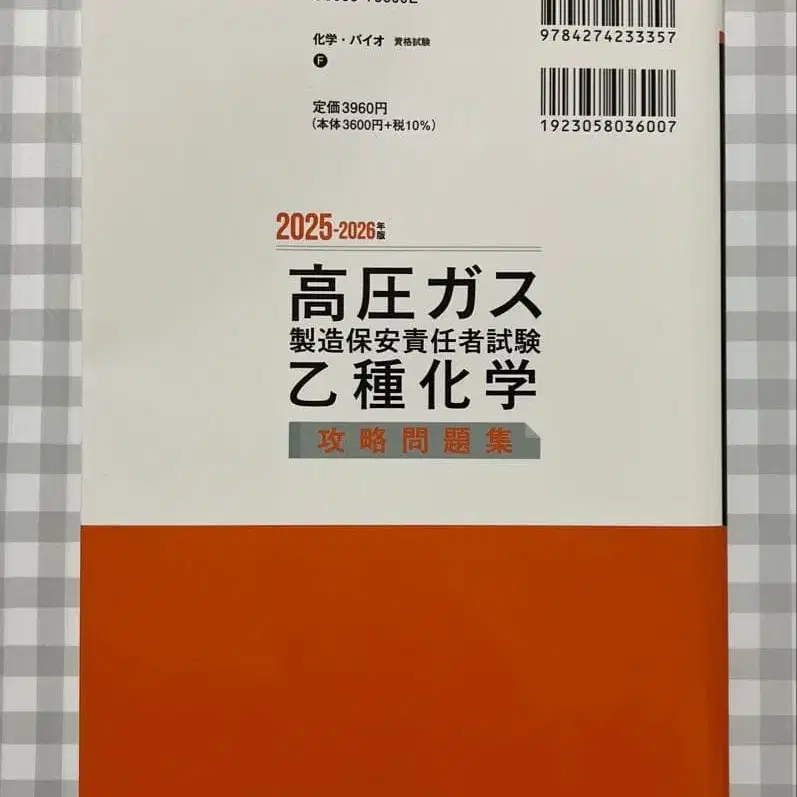 化学・バイオ 資格試験
F
定価3960円
(本体3600円+税10%)
9784274233357
1923058036007
2025-2026年版
高圧ガス
製造保安責任者試験
乙種化学
攻略問題集